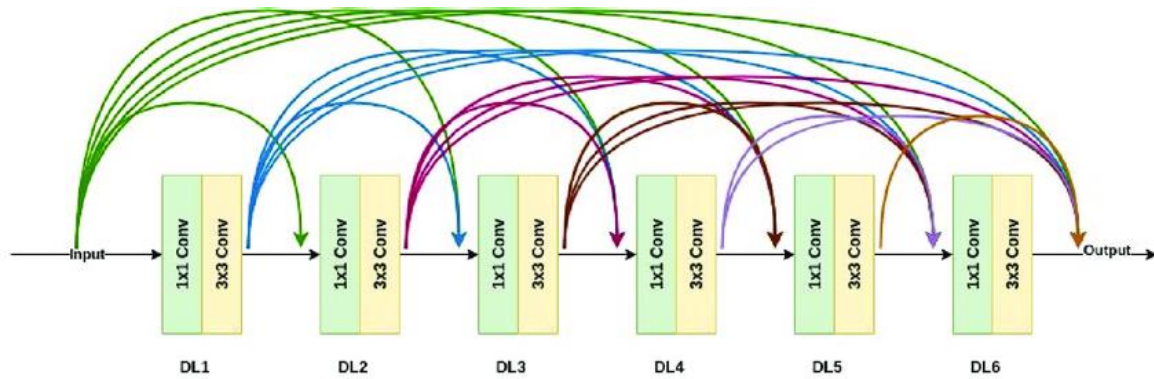 Input
1x1 Conv
3x3 Conv
1x1 Conv
3x3 Conv
1x1 Conv
3x3 Conv
1x1 Conv
3x3 Conv
1x1 Conv
3x3 Conv
1x1 Conv
3x3 Conv
Output
DL1
DL2
DL3
DL4
DL5
DL6